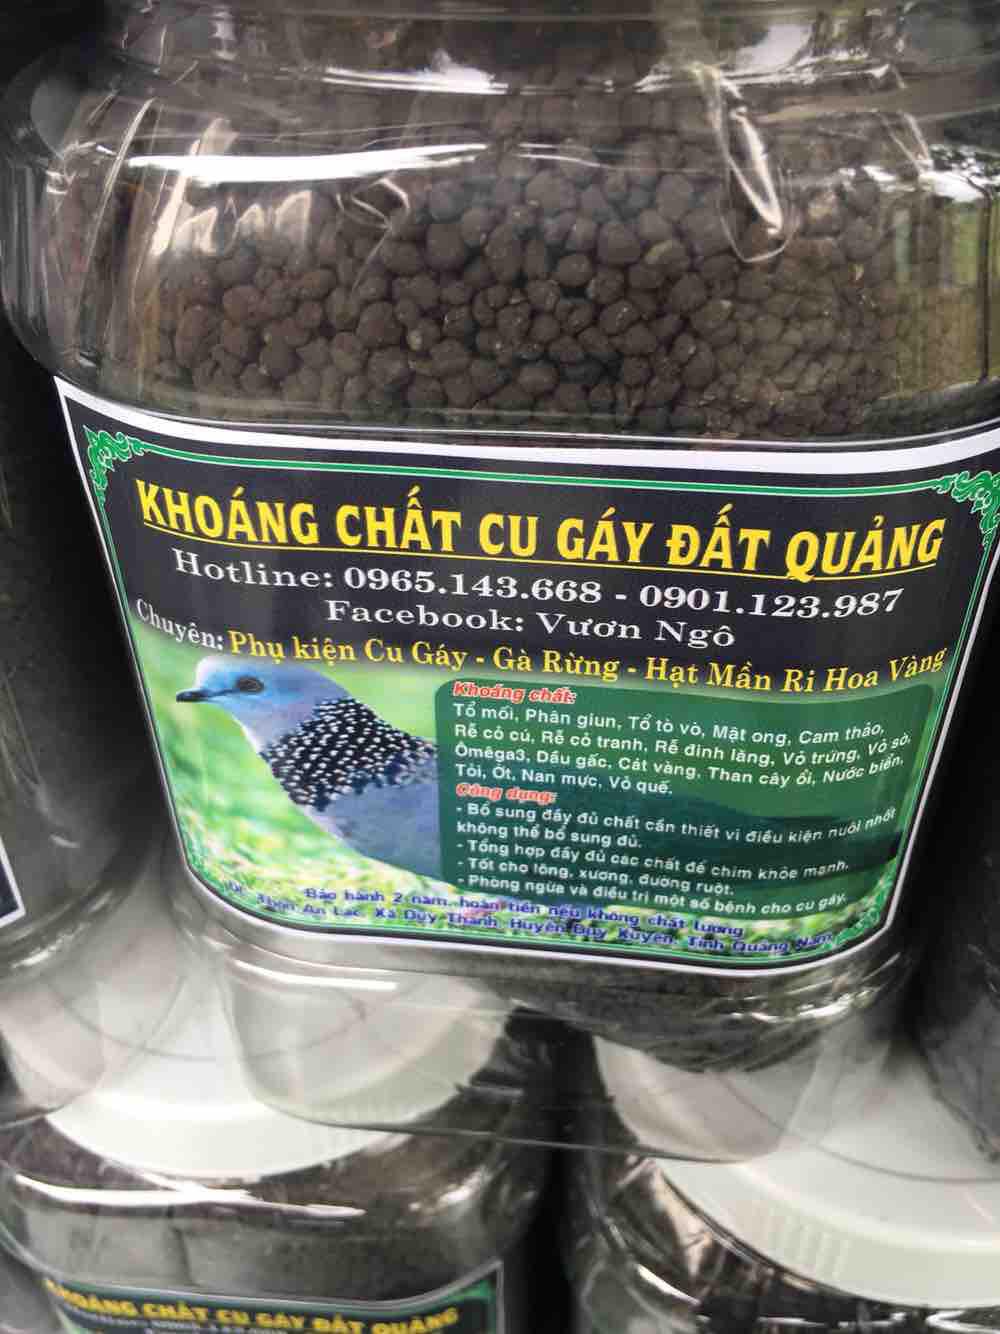 KHOÁNG CHẤT CU GÁY ĐẤT QUẢNG
Hotline: 0965.143.668 - 0901.123.987
Facebook: Vươn Ngô
Chuyên: Phụ kiện Cu Gáy - Gà Rừng - Hạt Mần Ri Hoa Vàng
Khoáng chất:
Tổ mối, Phân giun, Tổ tò vò, Mật ong, Cam thảo,
Rễ cỏ cú, Rễ cỏ tranh, Rễ đinh lăng, Vỏ trứng, Vỏ sò,
Ômêga3, Dầu gấc, Cát vàng, Than cây ổi, Nước biển,
Tỏi, Ớt, Nan mực, Vỏ quế.
Công dụng:
- Bổ sung đầy đủ chất cần thiết vì điều kiện nuôi nhốt
không thể bổ sung đủ.
- Tổng hợp đầy đủ các chất để chim khỏe mạnh.
- Tốt cho lông, xương, đường ruột.
- Phòng ngừa và điều trị một số bệnh cho cu gáy.
Bảo hành 2 năm, hoàn tiền nếu không chất lượng
ĐC: Thôn An Lạc, Xã Duy Thành, Huyện Duy Xuyên, Tỉnh Quảng Nam
KHOÁNG CHẤT CU GÁY ĐẤT QUẢNG